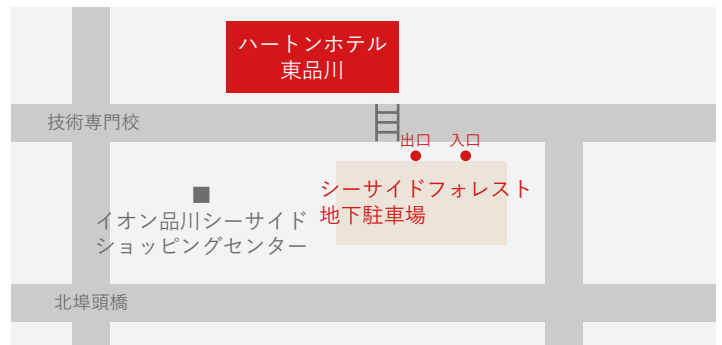 ハートンホテル
東品川
技術専門校
出口
入口
シーサイドフォレスト
地下駐車場
イオン品川シーサイド
ショッピングセンター
北埠頭橋